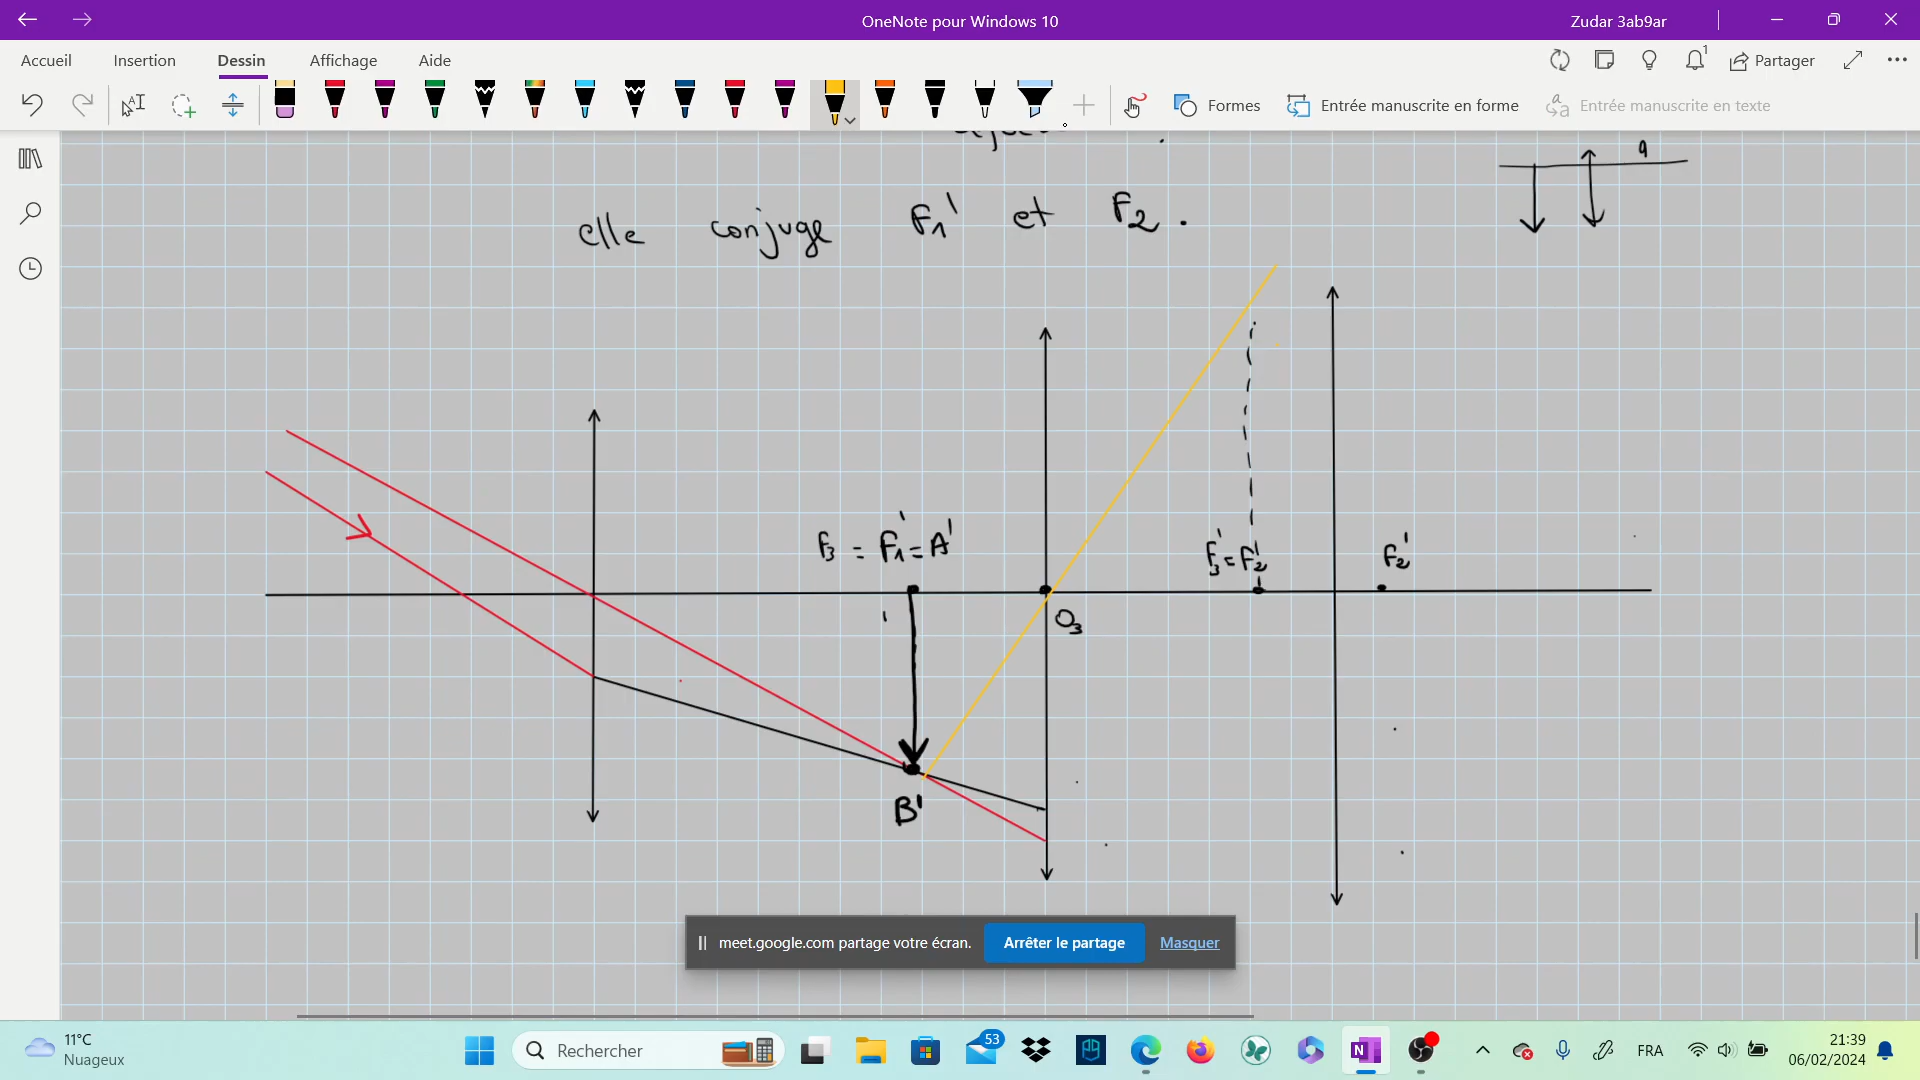 OneNote pour Windows 10
Zudar 3ab9ar
Accueil
Insertion
Dessin
Affichage
Aide
1
Partager
Formes
Entrée manuscrite en forme
Entrée manuscrite en texte
elle conjuge F₁' et F₂.
F₃ = F₁' = A'
F₃' = F₂'
F₂'
O₃
B'
meet.google.com partage votre écran.
Arrêter le partage
Masquer
11°C
Nuageux
Rechercher
53
FRA
21:39
06/02/2024